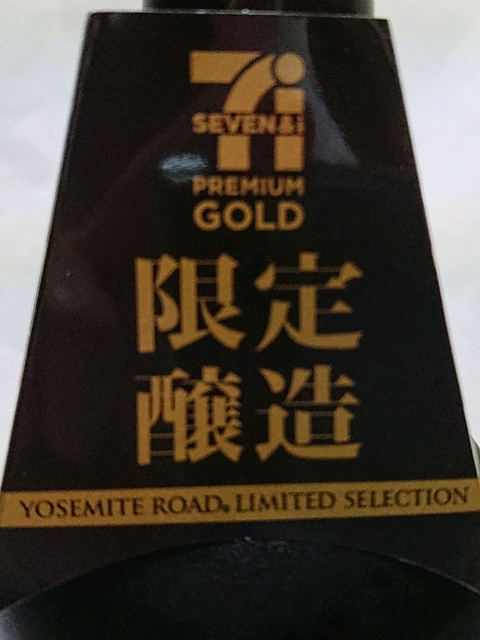 7i
SEVEN&i
PREMIUM
GOLD
限定
醸造
YOSEMITE ROAD® LIMITED SELECTION